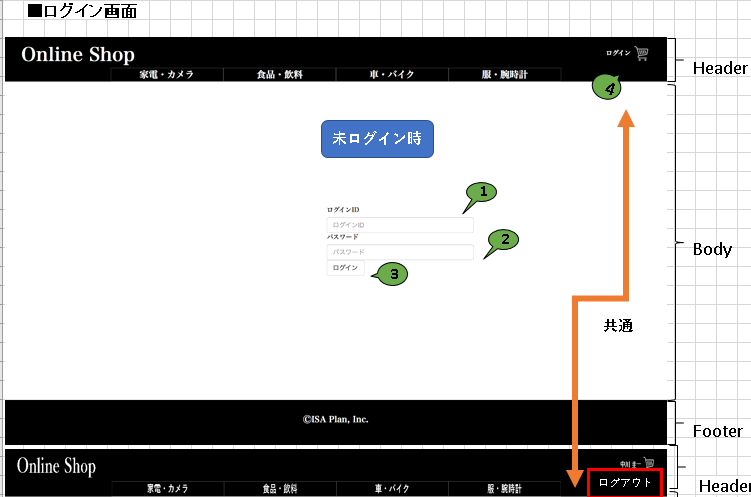 ■ログイン画面
Online Shop
ログイン
Header
家電・カメラ 食品・飲料 車・バイク 服・腕時計
4
未ログイン時
1
ログインID
ログインID
2
パスワード
パスワード
Body
ログイン
3
共通
©ISA Plan, Inc.
Footer
Online Shop
ログアウト
Header
家電・カメラ 食品・飲料 車・バイク 服・腕時計